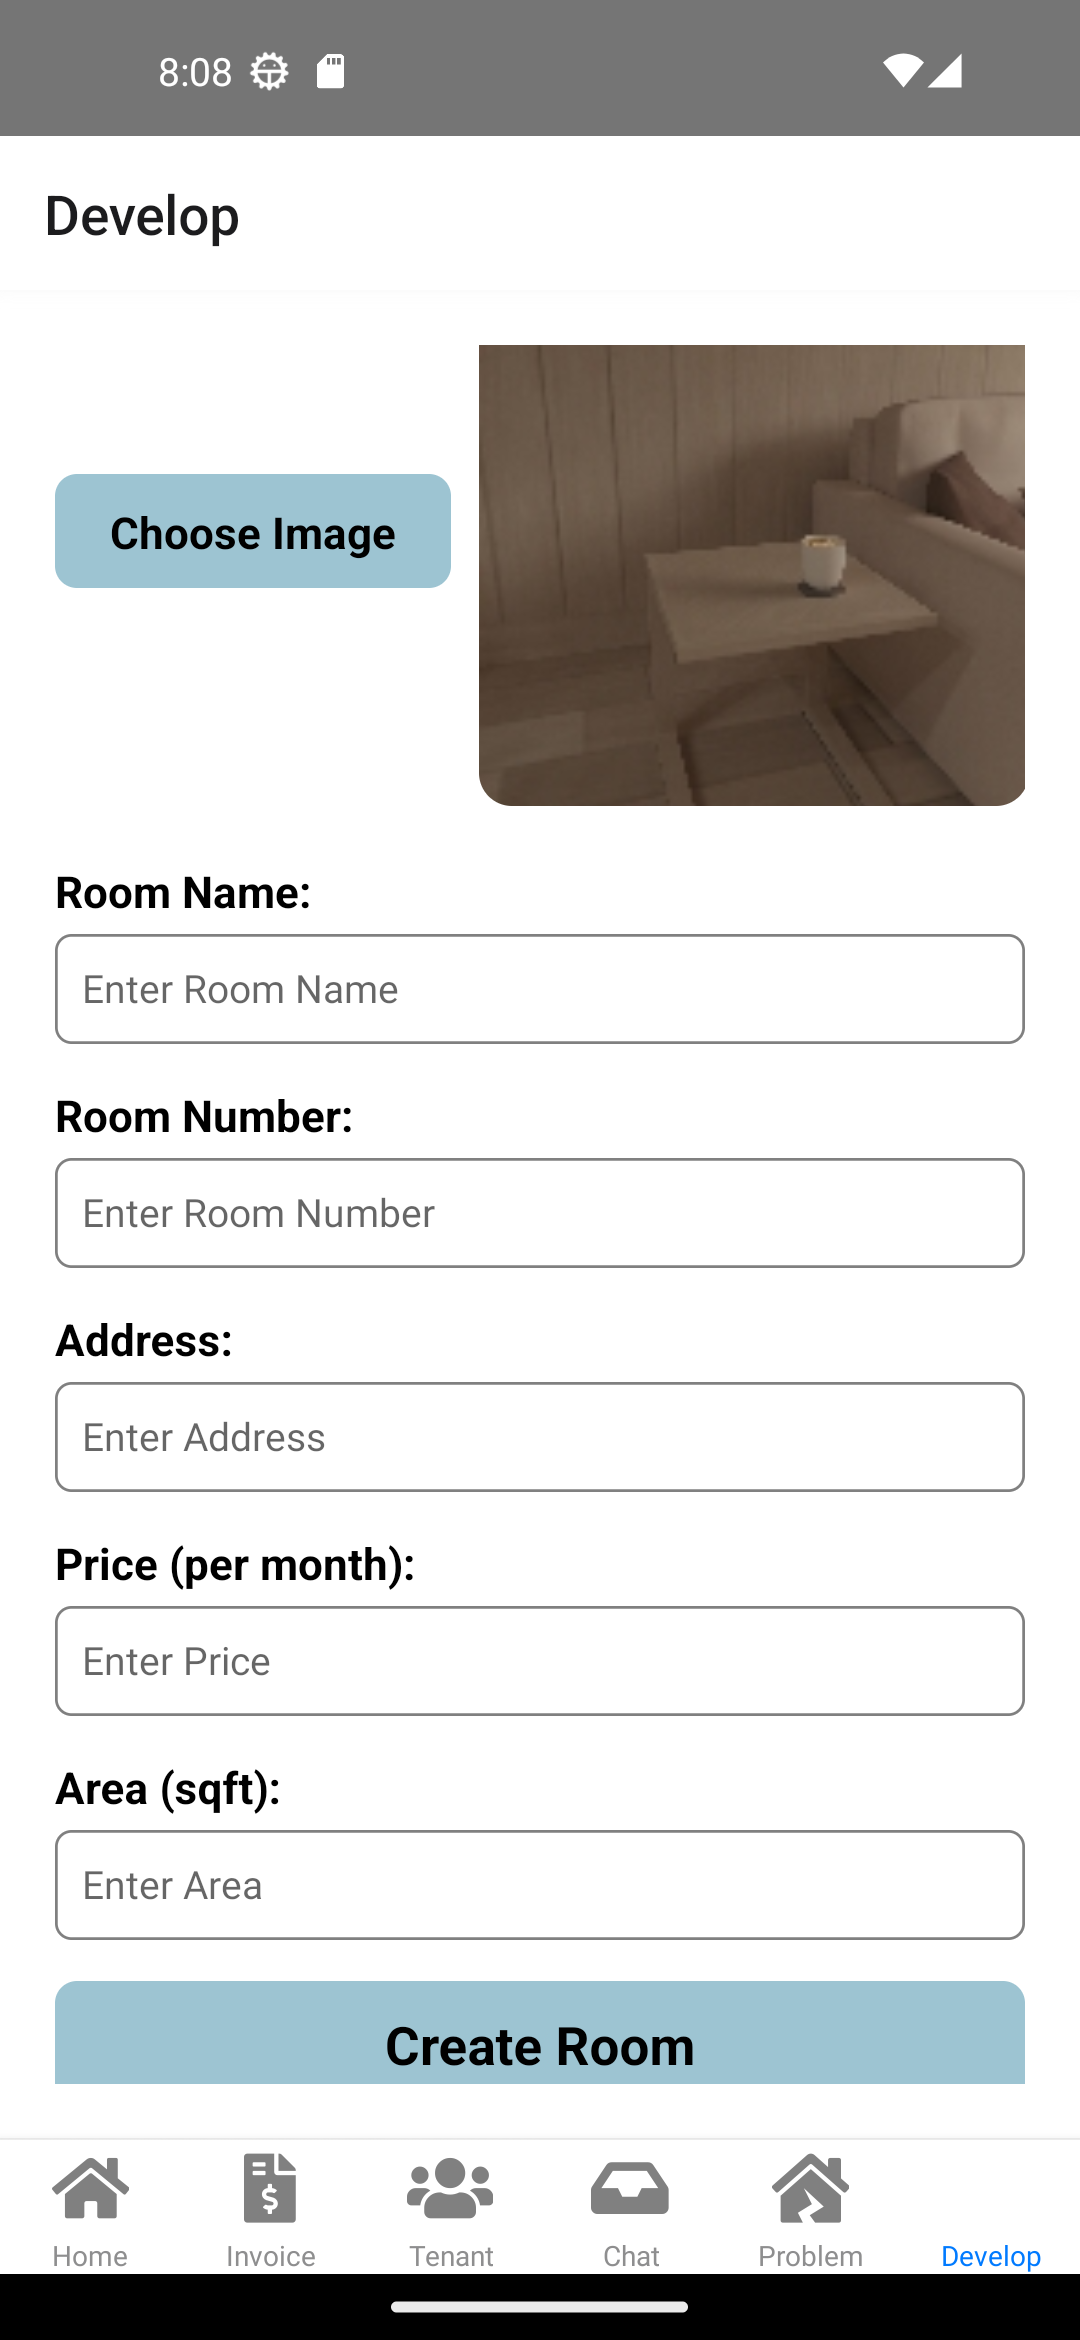 8:08
Develop
Choose Image
Room Name:
Enter Room Name
Room Number:
Enter Room Number
Address:
Enter Address
Price (per month):
Enter Price
Area (sqft):
Enter Area
Create Room
Home Invoice Tenant Chat Problem Develop